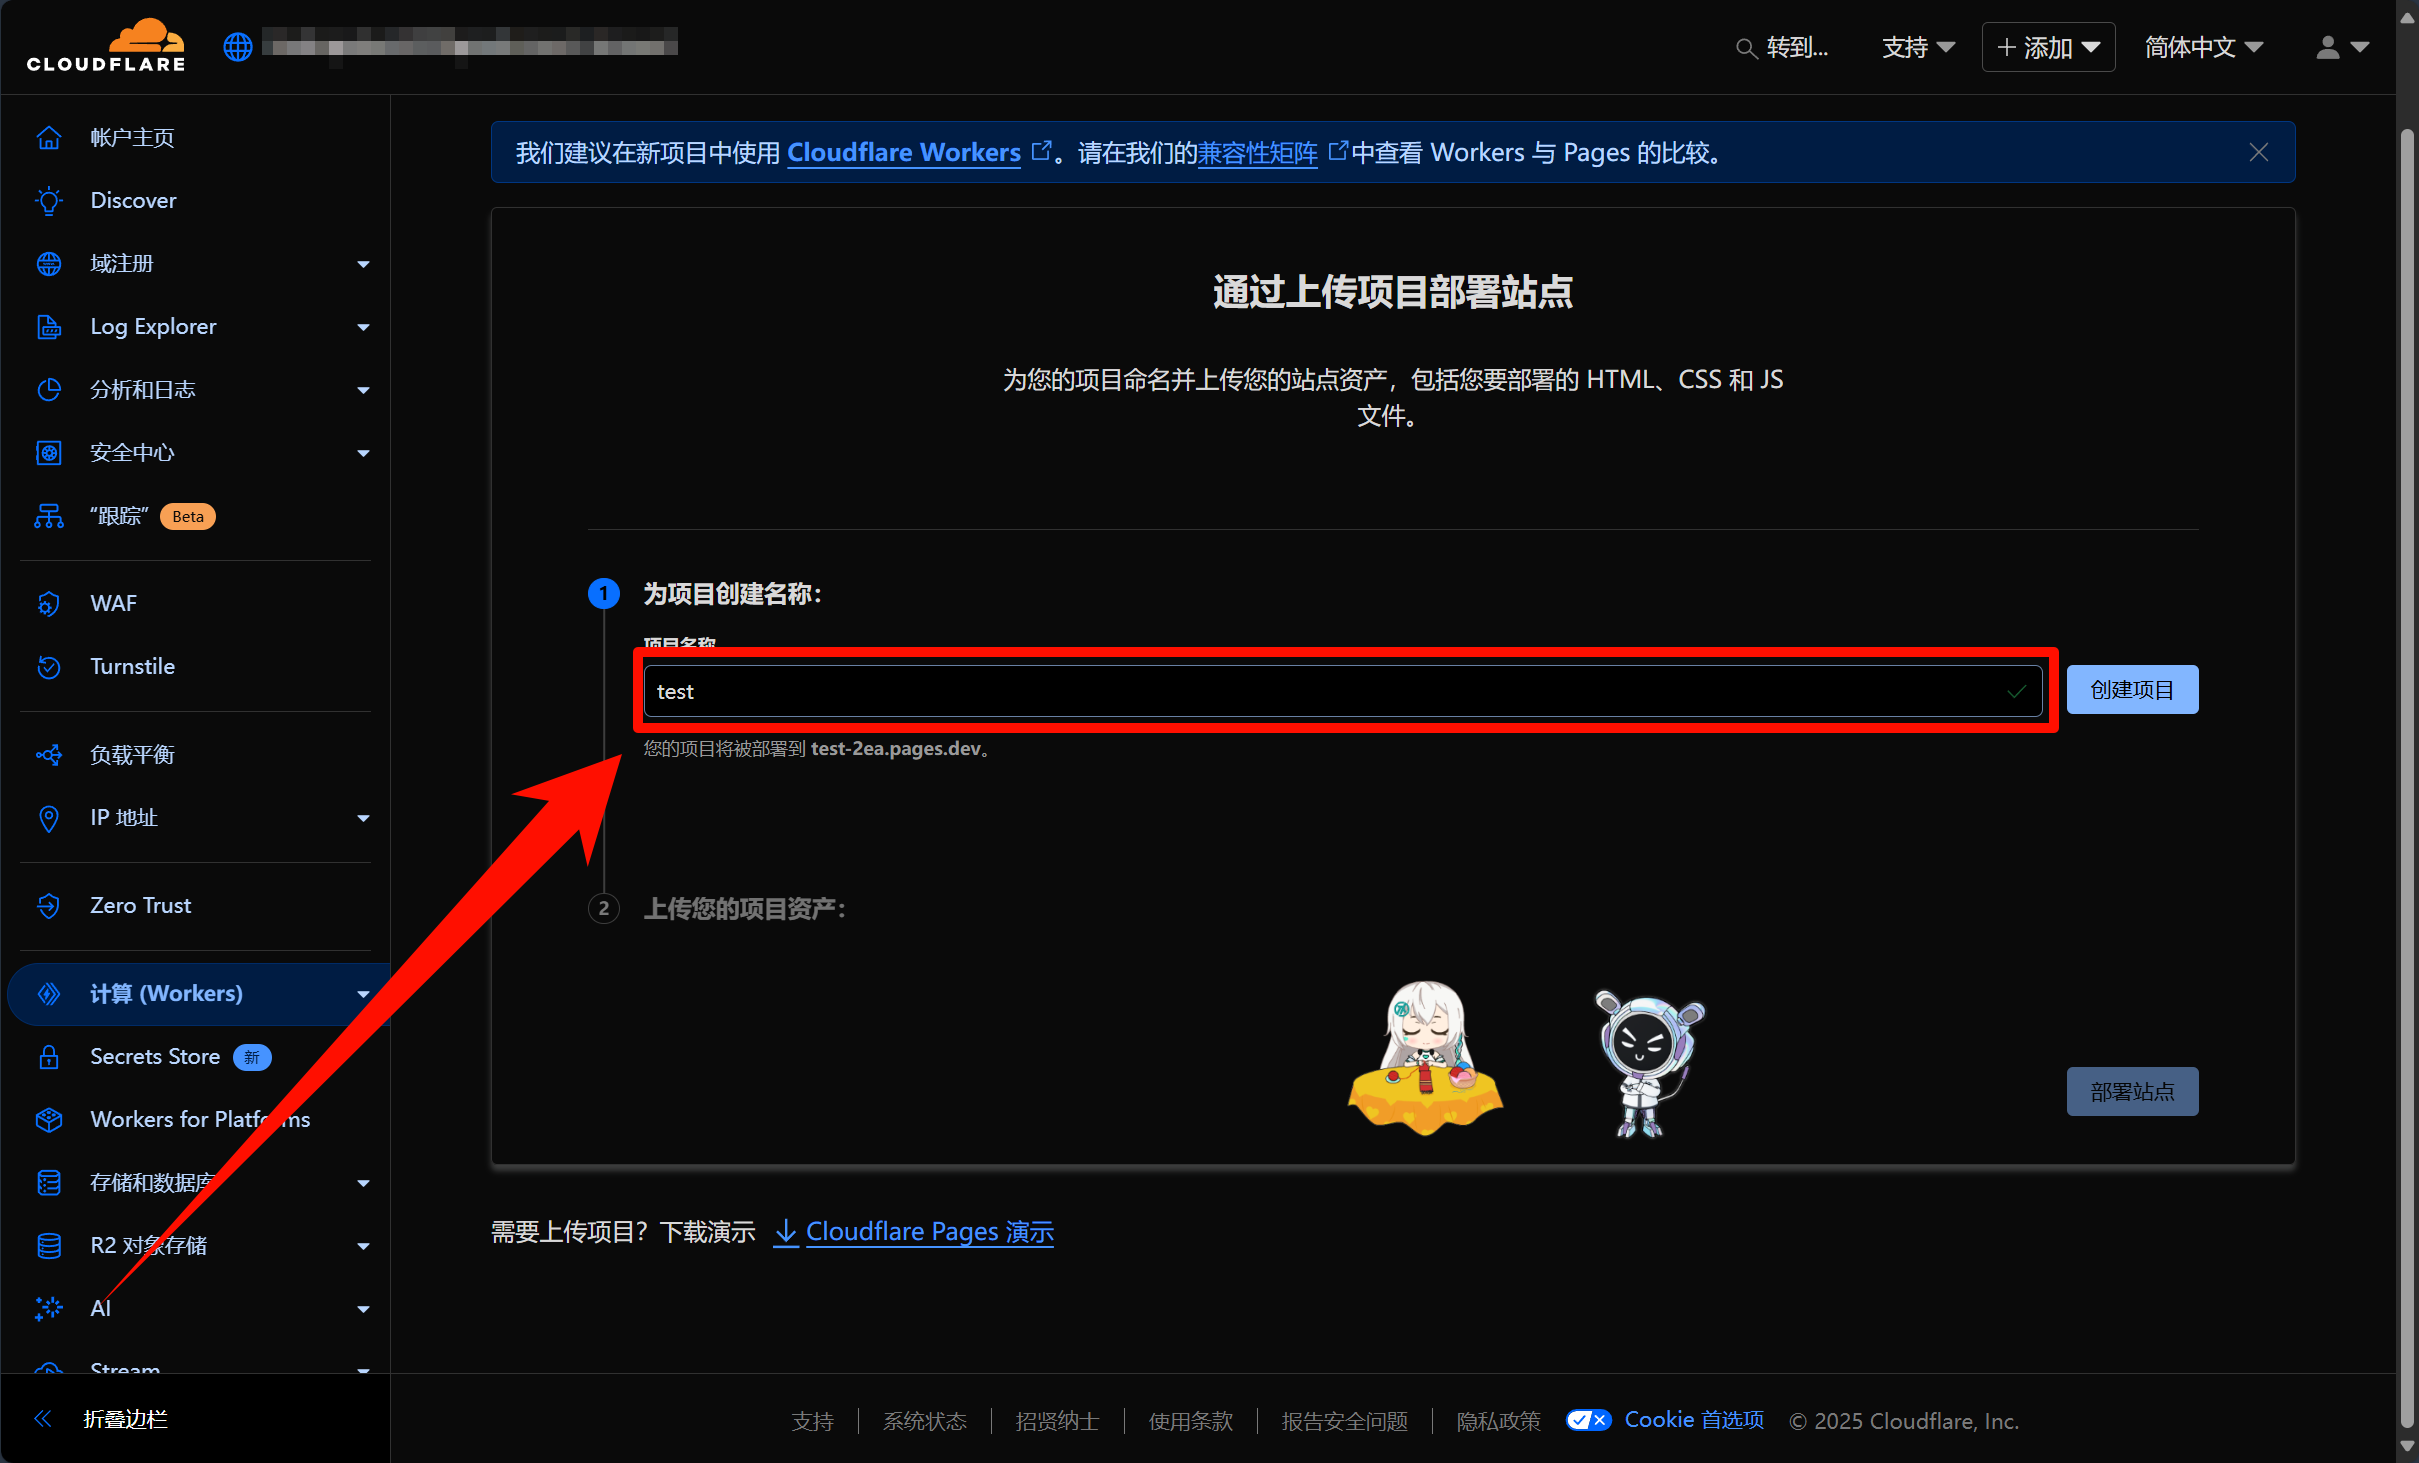 CLOUDFLARE
转到...
支持
添加
简体中文
帐户主页
Discover
域注册
Log Explorer
分析和日志
安全中心
“跟踪” Beta
WAF
Turnstile
负载平衡
IP 地址
Zero Trust
计算 (Workers)
Secrets Store 新
Workers for Platforms
存储和数据库
R2 对象存储
AI
Stream
折叠边栏
我们建议在新项目中使用 Cloudflare Workers 。请在我们的兼容性矩阵 中查看 Workers 与 Pages 的比较。
通过上传项目部署站点
为您的项目命名并上传您的站点资产，包括您要部署的 HTML、CSS 和 JS
文件。
1 为项目创建名称：
项目名称
test
创建项目
您的项目将被部署到 test-2ea.pages.dev。
2 上传您的项目资产：
部署站点
需要上传项目？下载演示 Cloudflare Pages 演示
支持
系统状态
招贤纳士
使用条款
报告安全问题
隐私政策
Cookie 首选项
© 2025 Cloudflare, Inc.